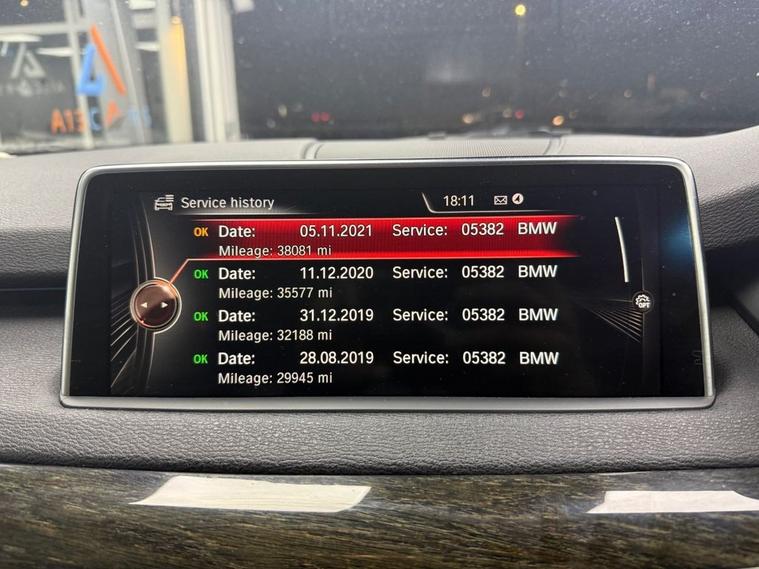 A13C
Service history
18:11
OK Date: 05.11.2021 Service: 05382 BMW
Mileage: 38081 mi
OK Date: 11.12.2020 Service: 05382 BMW
Mileage: 35577 mi
OK Date: 31.12.2019 Service: 05382 BMW
Mileage: 32188 mi
OK Date: 28.08.2019 Service: 05382 BMW
Mileage: 29945 mi
OPT